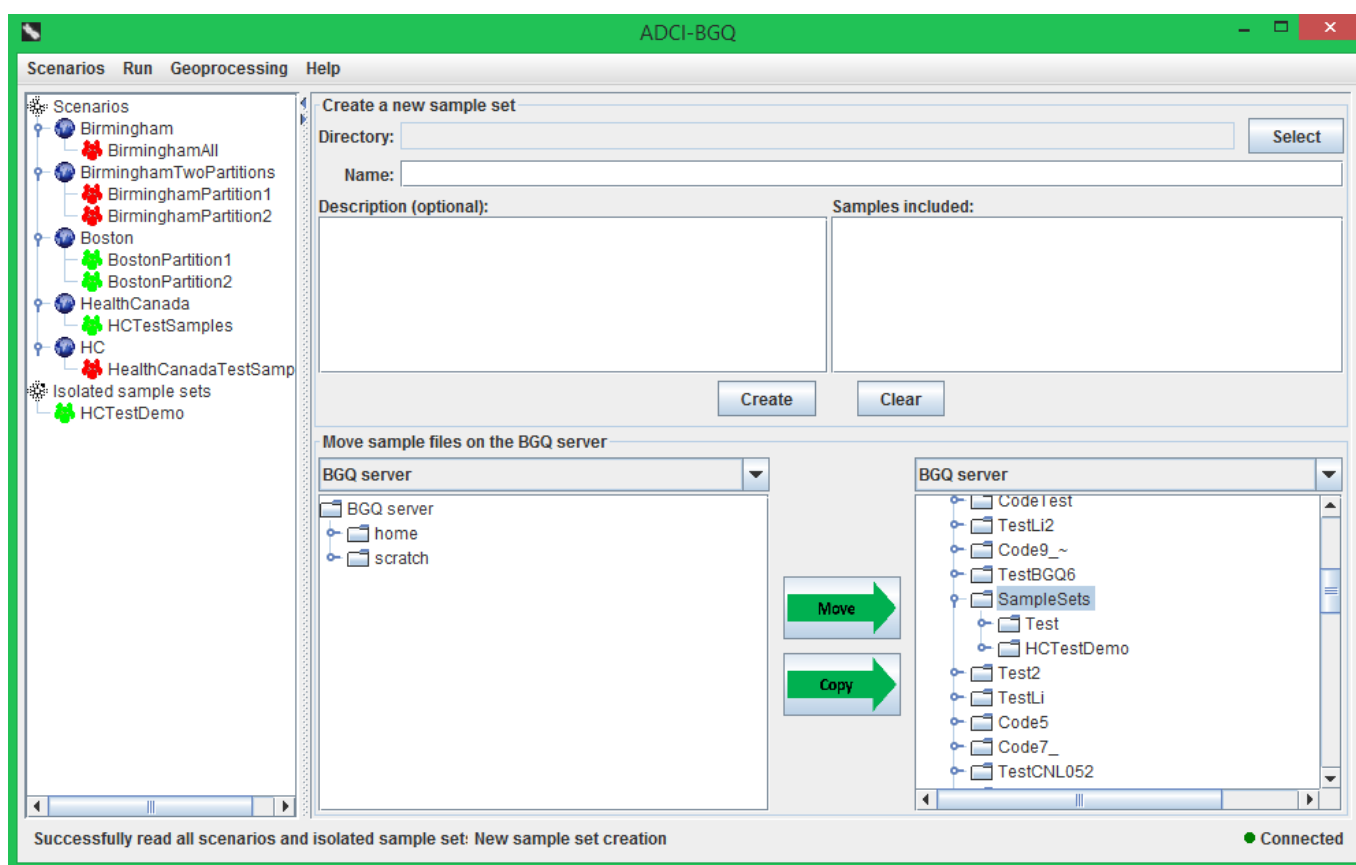 ADCI-BGQ
Scenarios Run Geoprocessing Help
Scenarios
Birmingham
BirminghamAll
BirminghamTwoPartitions
BirminghamPartition1
BirminghamPartition2
Boston
BostonPartition1
BostonPartition2
HealthCanada
HCTestSamples
HC
HealthCanadaTestSamp
Isolated sample sets
HCTestDemo
Create a new sample set
Directory:
Select
Name:
Description (optional):
Samples included:
Create
Clear
Move sample files on the BGQ server
BGQ server
BGQ server
home
scratch
Move
Copy
BGQ server
CodeTest
TestLi2
Code9_~
TestBGQ6
SampleSets
Test
HCTestDemo
Test2
TestLi
Code5
Code7_
TestCNL052
Successfully read all scenarios and isolated sample set: New sample set creation
Connected